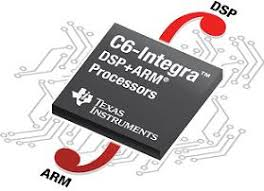 DSP
C6-Integra™
DSP+ARM®
Processors
TEXAS
INSTRUMENTS
ARM